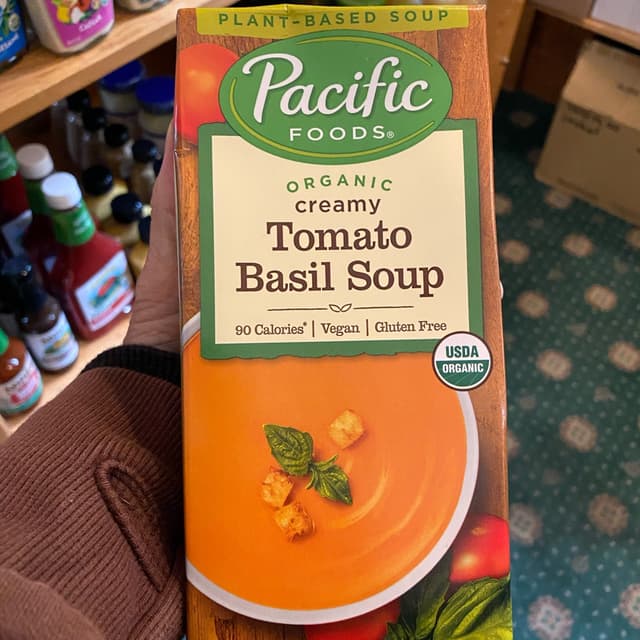 PLANT-BASED SOUP
Pacific
FOODS®
ORGANIC
creamy
Tomato
Basil Soup
90 Calories* | Vegan | Gluten Free
USDA
ORGANIC